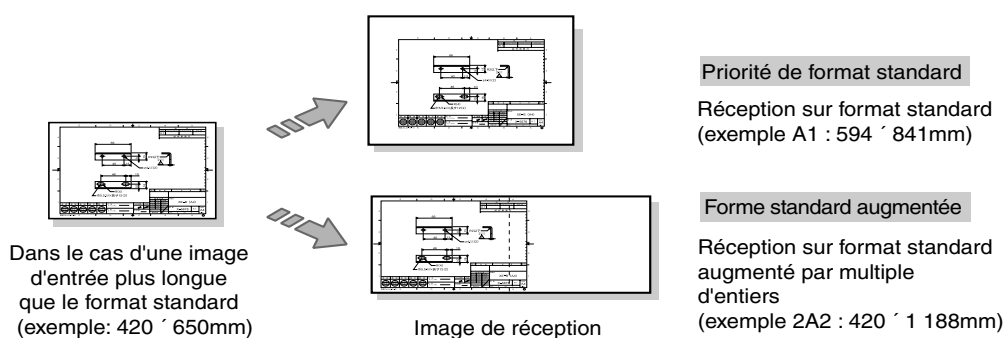 Priorité de format standard
Réception sur format standard
(exemple A1 : 594 ´ 841mm)
Dans le cas d'une image
d'entrée plus longue
que le format standard
(exemple: 420 ´ 650mm)
Image de réception
Forme standard augmentée
Réception sur format standard
augmenté par multiple
d'entiers
(exemple 2A2 : 420 ´ 1 188mm)